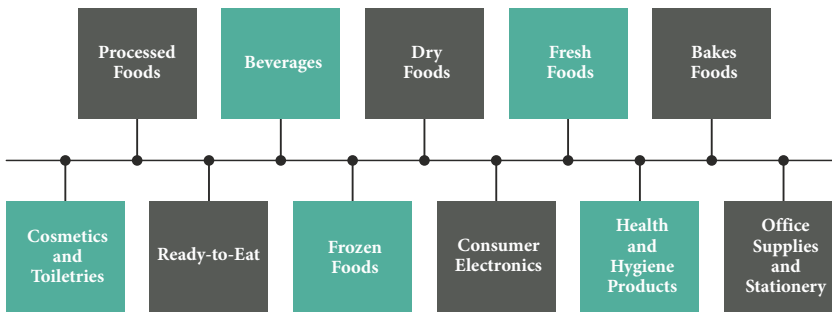 Processed
Foods
Beverages
Dry
Foods
Fresh
Foods
Bakes
Foods
Cosmetics
and
Toiletries
Ready-to-Eat
Frozen
Foods
Consumer
Electronics
Health
and
Hygiene
Products
Office
Supplies
and
Stationery